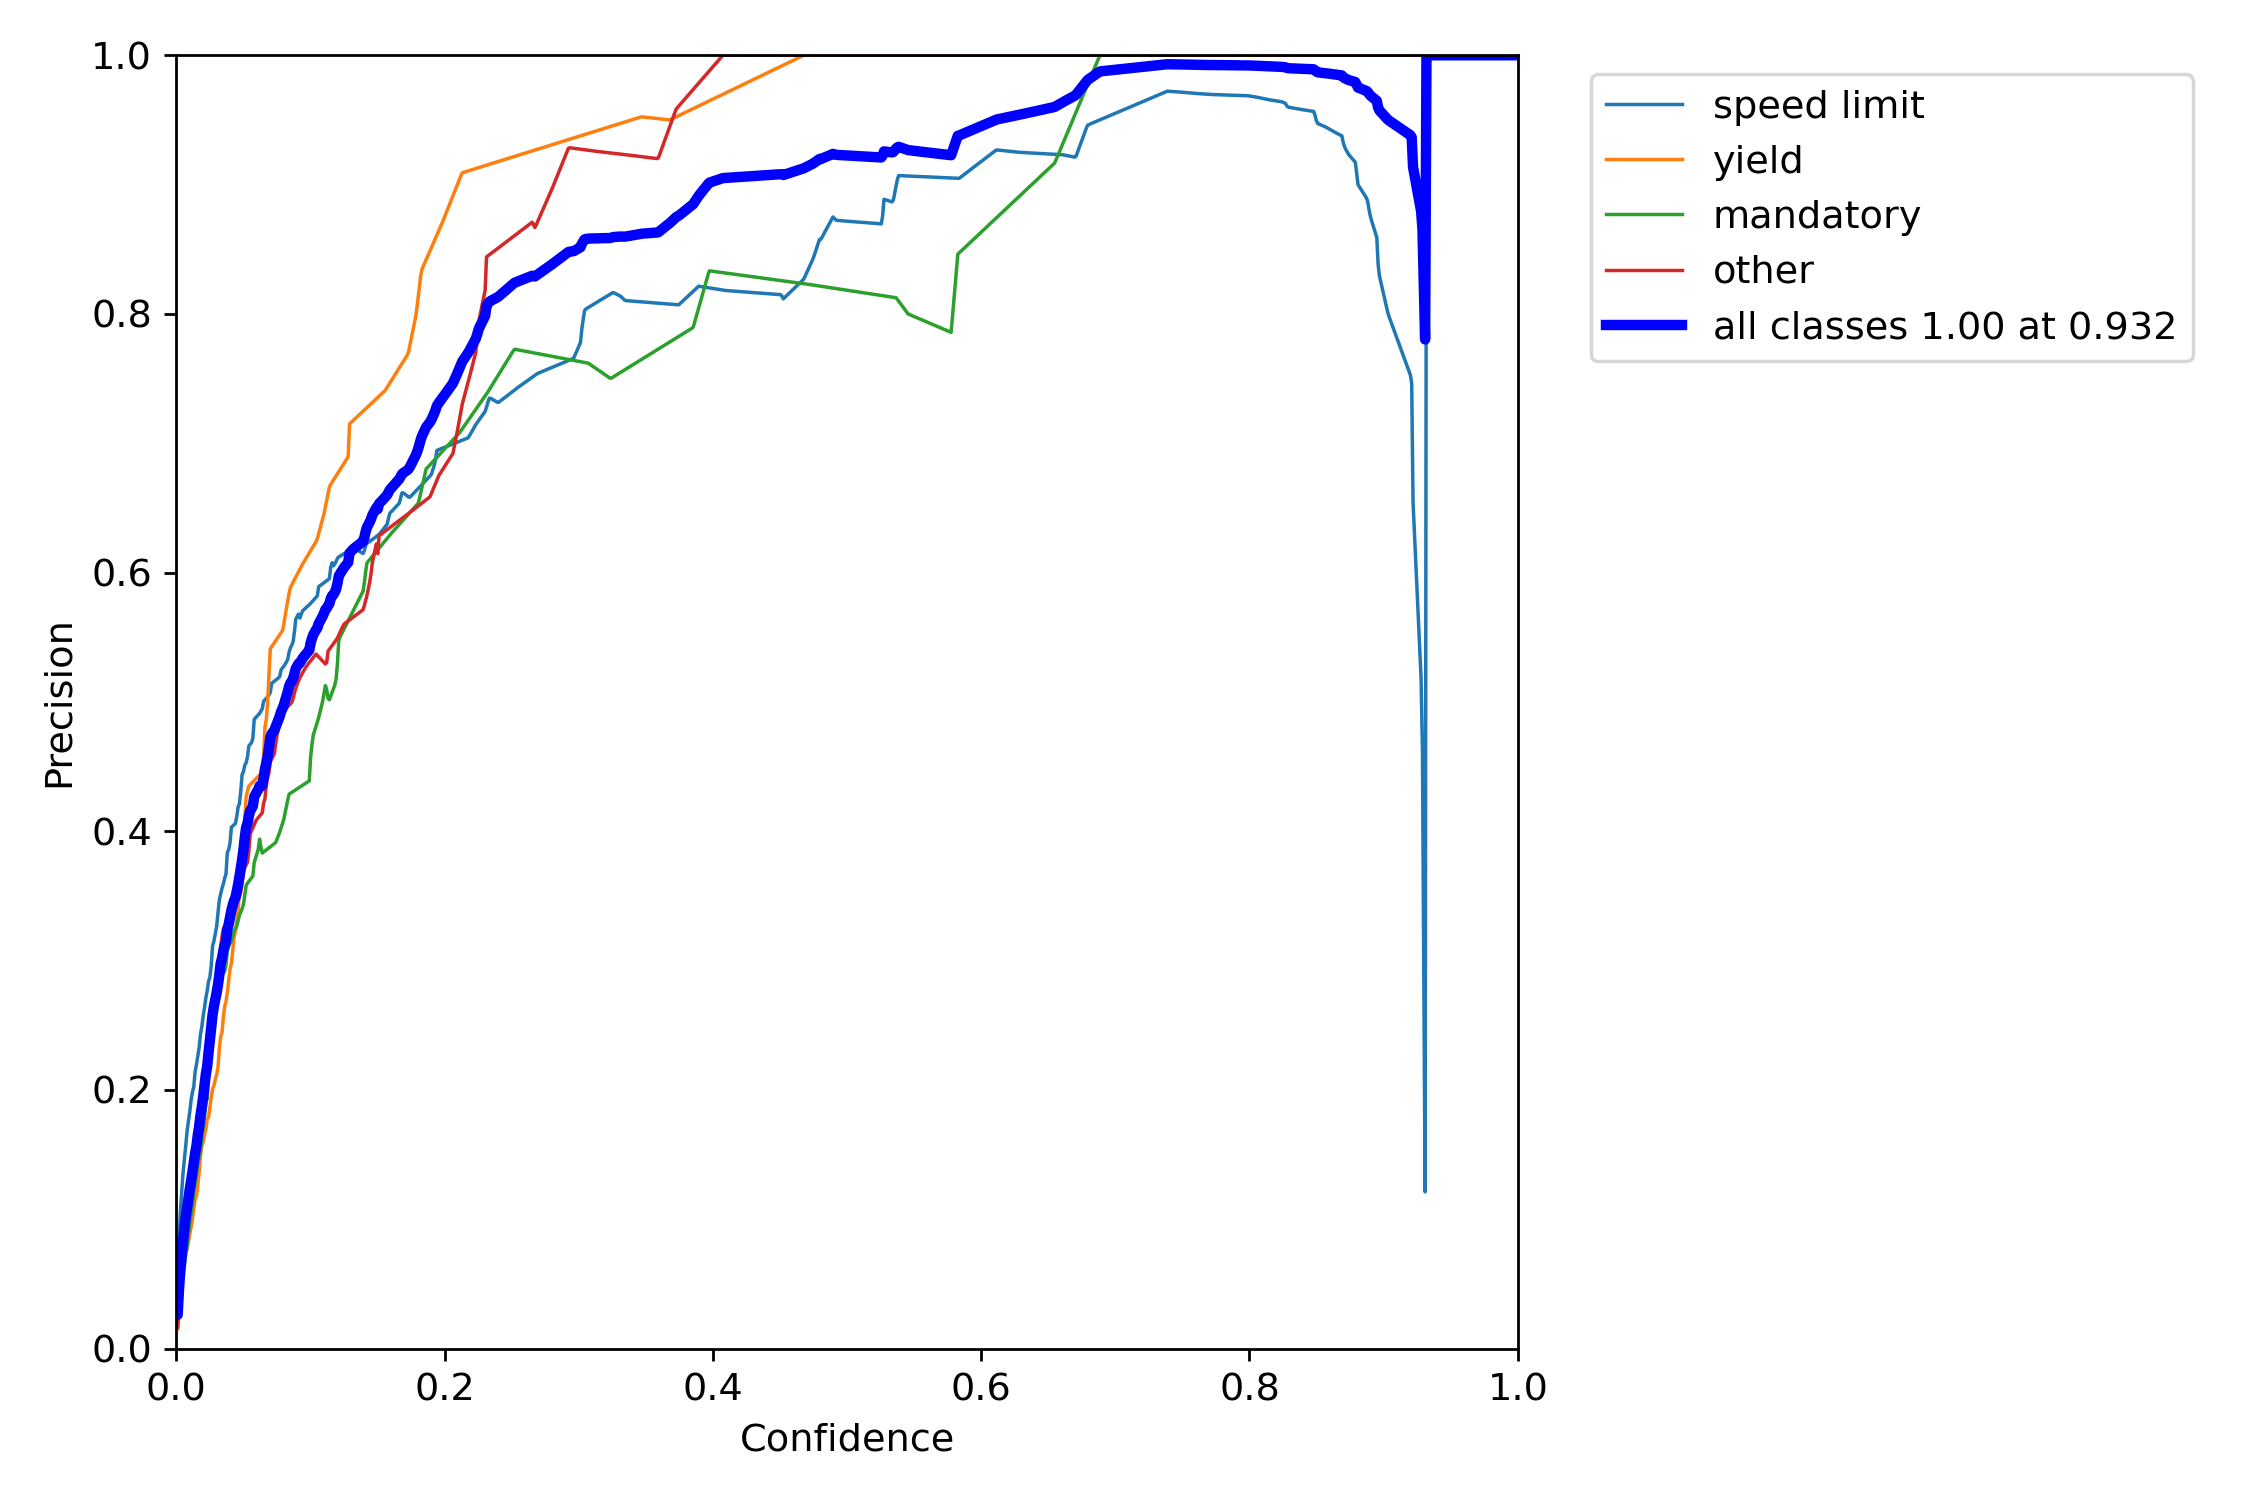 1.0
0.8
0.6
0.4
0.2
0.0
Precision
0.0 0.2 0.4 0.6 0.8 1.0
Confidence
speed limit
yield
mandatory
other
all classes 1.00 at 0.932